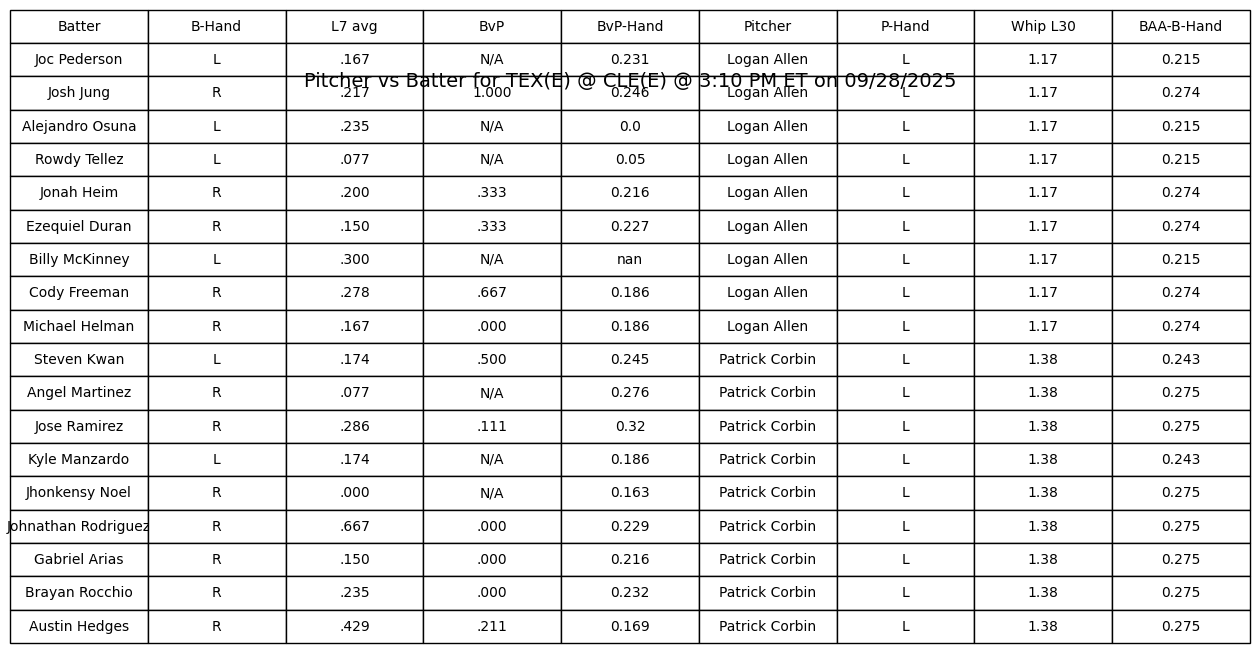 Batter B-Hand L7 avg BvP BvP-Hand Pitcher P-Hand Whip L30 BAA-B-Hand
Joc Pederson L .167 N/A 0.231 Logan Allen L 1.17 0.215
Pitcher vs Batter for TEX(E) @ CLE(E) @ 3:10 PM ET on 09/28/2025
Josh Jung R .217 1.000 0.246 Logan Allen L 1.17 0.274
Alejandro Osuna L .235 N/A 0.0 Logan Allen L 1.17 0.215
Rowdy Tellez L .077 N/A 0.05 Logan Allen L 1.17 0.215
Jonah Heim R .200 .333 0.216 Logan Allen L 1.17 0.274
Ezequiel Duran R .150 .333 0.227 Logan Allen L 1.17 0.274
Billy McKinney L .300 N/A nan Logan Allen L 1.17 0.215
Cody Freeman R .278 .667 0.186 Logan Allen L 1.17 0.274
Michael Helman R .167 .000 0.186 Logan Allen L 1.17 0.274
Steven Kwan L .174 .500 0.245 Patrick Corbin L 1.38 0.243
Angel Martinez R .077 N/A 0.276 Patrick Corbin L 1.38 0.275
Jose Ramirez R .286 .111 0.32 Patrick Corbin L 1.38 0.275
Kyle Manzardo L .174 N/A 0.186 Patrick Corbin L 1.38 0.243
Jhonkensy Noel R .000 N/A 0.163 Patrick Corbin L 1.38 0.275
Johnathan Rodriguez R .667 .000 0.229 Patrick Corbin L 1.38 0.275
Gabriel Arias R .150 .000 0.216 Patrick Corbin L 1.38 0.275
Brayan Rocchio R .235 .000 0.232 Patrick Corbin L 1.38 0.275
Austin Hedges R .429 .211 0.169 Patrick Corbin L 1.38 0.275